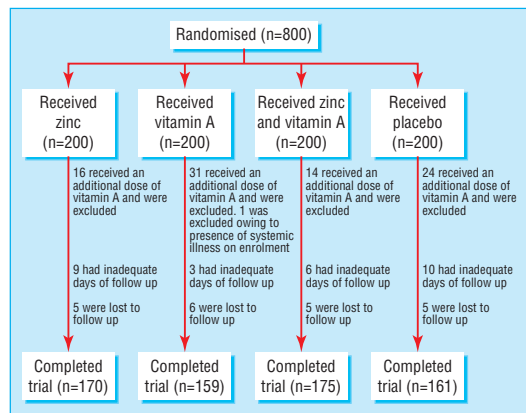 Randomised (n=800)
Received
zinc
(n=200)
Received
vitamin A
(n=200)
Received zinc
and vitamin A
(n=200)
Received
placebo
(n=200)
16 received an
additional dose of
vitamin A and were
excluded
31 received an
additional dose of
vitamin A and were
excluded. 1 was
excluded owing to
presence of systemic
illness on enrolment
14 received an
additional dose of
vitamin A and were
excluded
24 received an
additional dose of
vitamin A and were
excluded
9 had inadequate
days of follow up
3 had inadequate
days of follow up
6 had inadequate
days of follow up
10 had inadequate
days of follow up
5 were lost to
follow up
6 were lost to
follow up
5 were lost to
follow up
5 were lost to
follow up
Completed
trial (n=170)
Completed
trial (n=159)
Completed
trial (n=175)
Completed
trial (n=161)